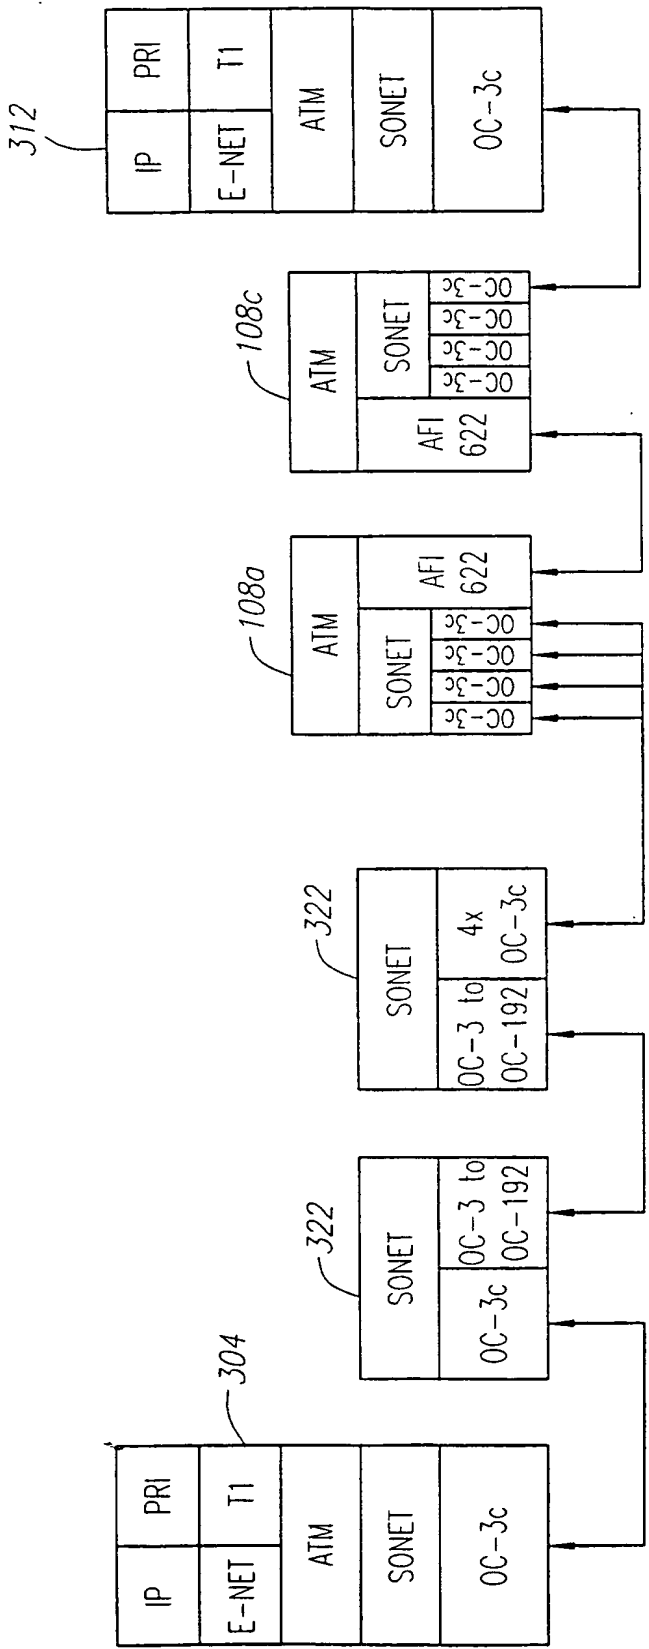 304
IP PRI
E-NET T1
ATM
SONET
OC-3c
322
SONET
OC-3c
OC-3 to
OC-192
322
SONET
OC-3 to
OC-192
4x
OC-3c
108a
ATM
SONET
OC-3c
OC-3c
OC-3c
OC-3c
AFI
622
108c
ATM
AFI
622
SONET
OC-3c
OC-3c
OC-3c
OC-3c
312
IP PRI
E-NET T1
ATM
SONET
OC-3c